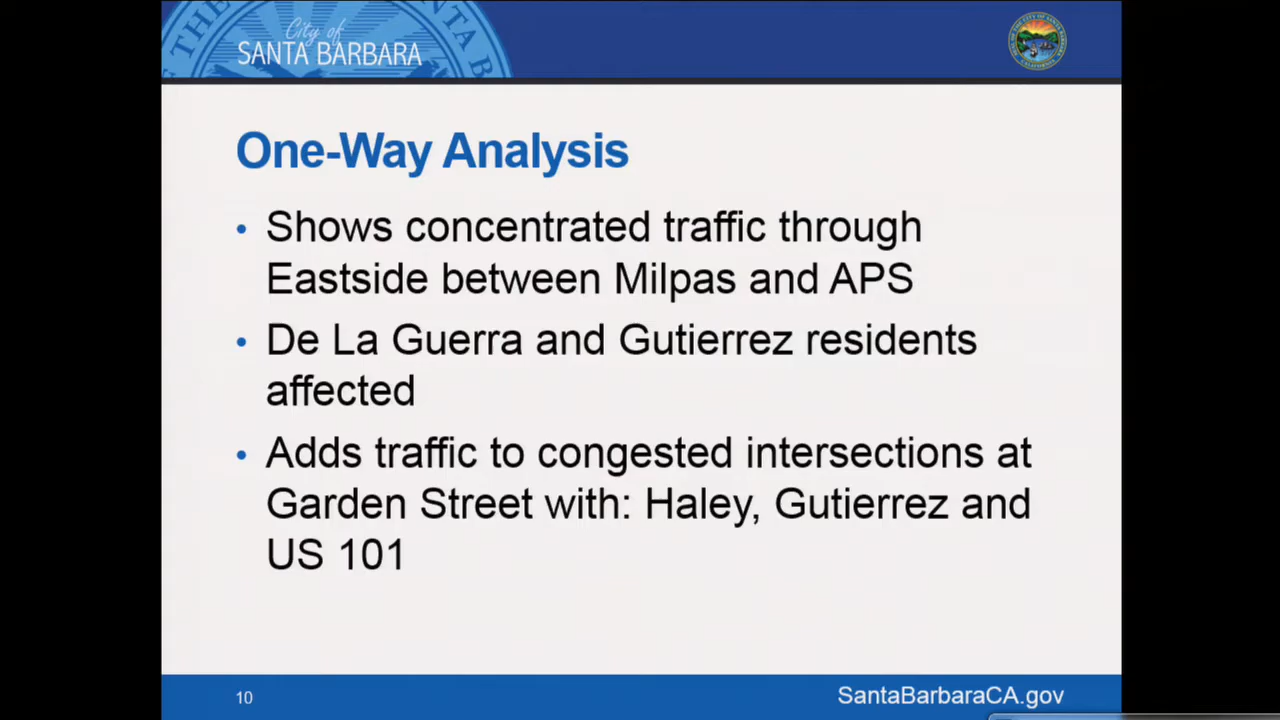 City of
SANTA BARBARA
One-Way Analysis
• Shows concentrated traffic through
Eastside between Milpas and APS
• De La Guerra and Gutierrez residents
affected
• Adds traffic to congested intersections at
Garden Street with: Haley, Gutierrez and
US 101
10
SantaBarbaraCA.gov